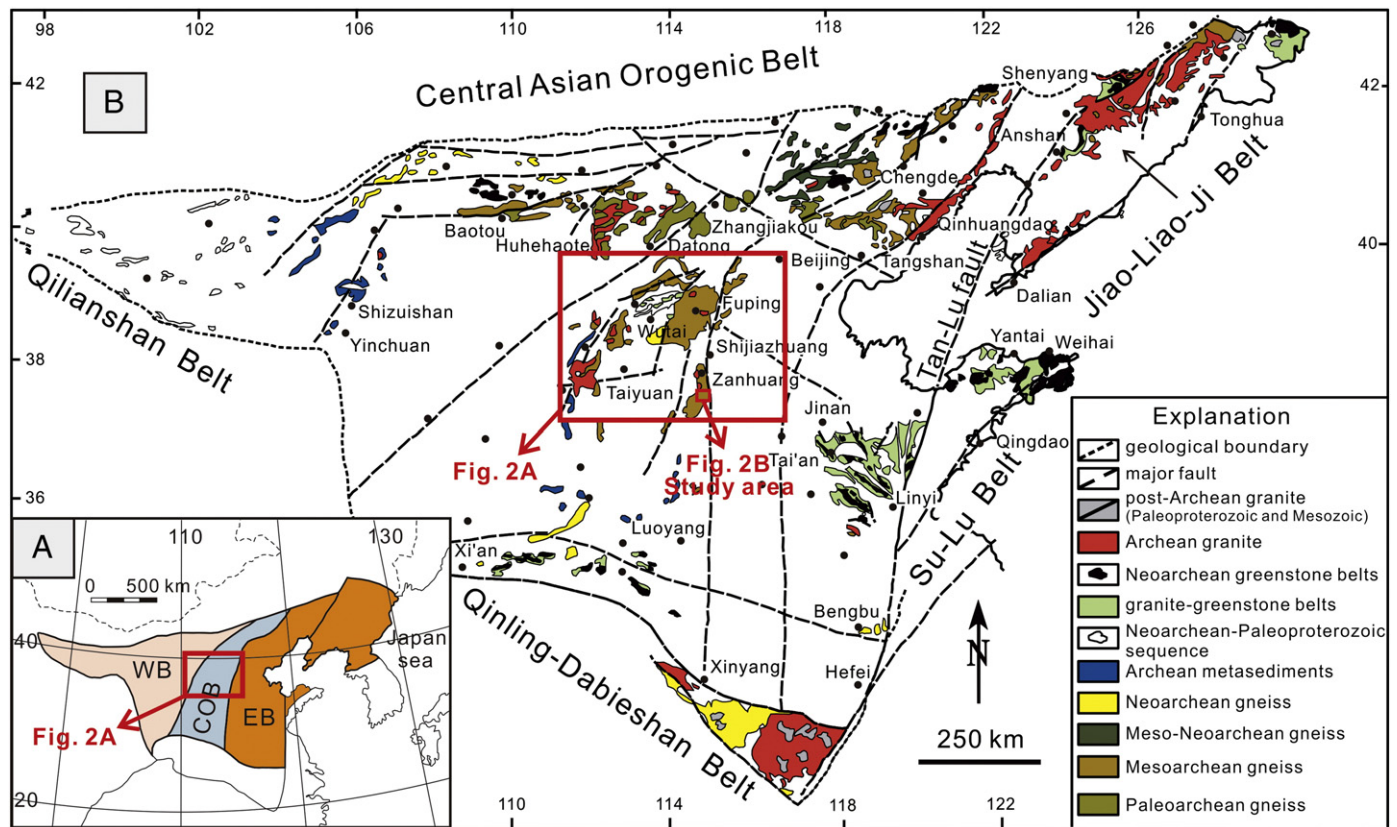 98
102
106
110
114
118
122
126
B
42
42
Central Asian Orogenic Belt
Shenyang
Anshan
Tonghua
Chengde
Baotou
Huhehaote
Zhangjiakou
Datong
Qinhuangdao
Beijing
Tangshan
40
Dalian
Jiao-Liao-Ji Belt
Tan-Lu fault
Qilianshan Belt
Shizuishan
Yinchuan
38
Fuping
Wutai
Shijiazhuang
Taiyuan
Zanhuang
Yantai
Weihai
Jinan
Qingdao
Tai'an
Linyi
Fig. 2A
Fig. 2B
Study area
36
Luoyang
Xi'an
Su-Lu Belt
Bengbu
Qinling-Dabieshan Belt
Xinyang
Hefei
N
250 km
110
114
118
122
A
110
130
0 500 km
40
Japan
sea
WB
COB
EB
Fig. 2A
20
Explanation
geological boundary
major fault
post-Archean granite
(Paleoproterozoic and Mesozoic)
Archean granite
Neoarchean greenstone belts
granite-greenstone belts
Neoarchean-Paleoproterozoic
sequence
Archean metasediments
Neoarchean gneiss
Meso-Neoarchean gneiss
Mesoarchean gneiss
Paleoarchean gneiss